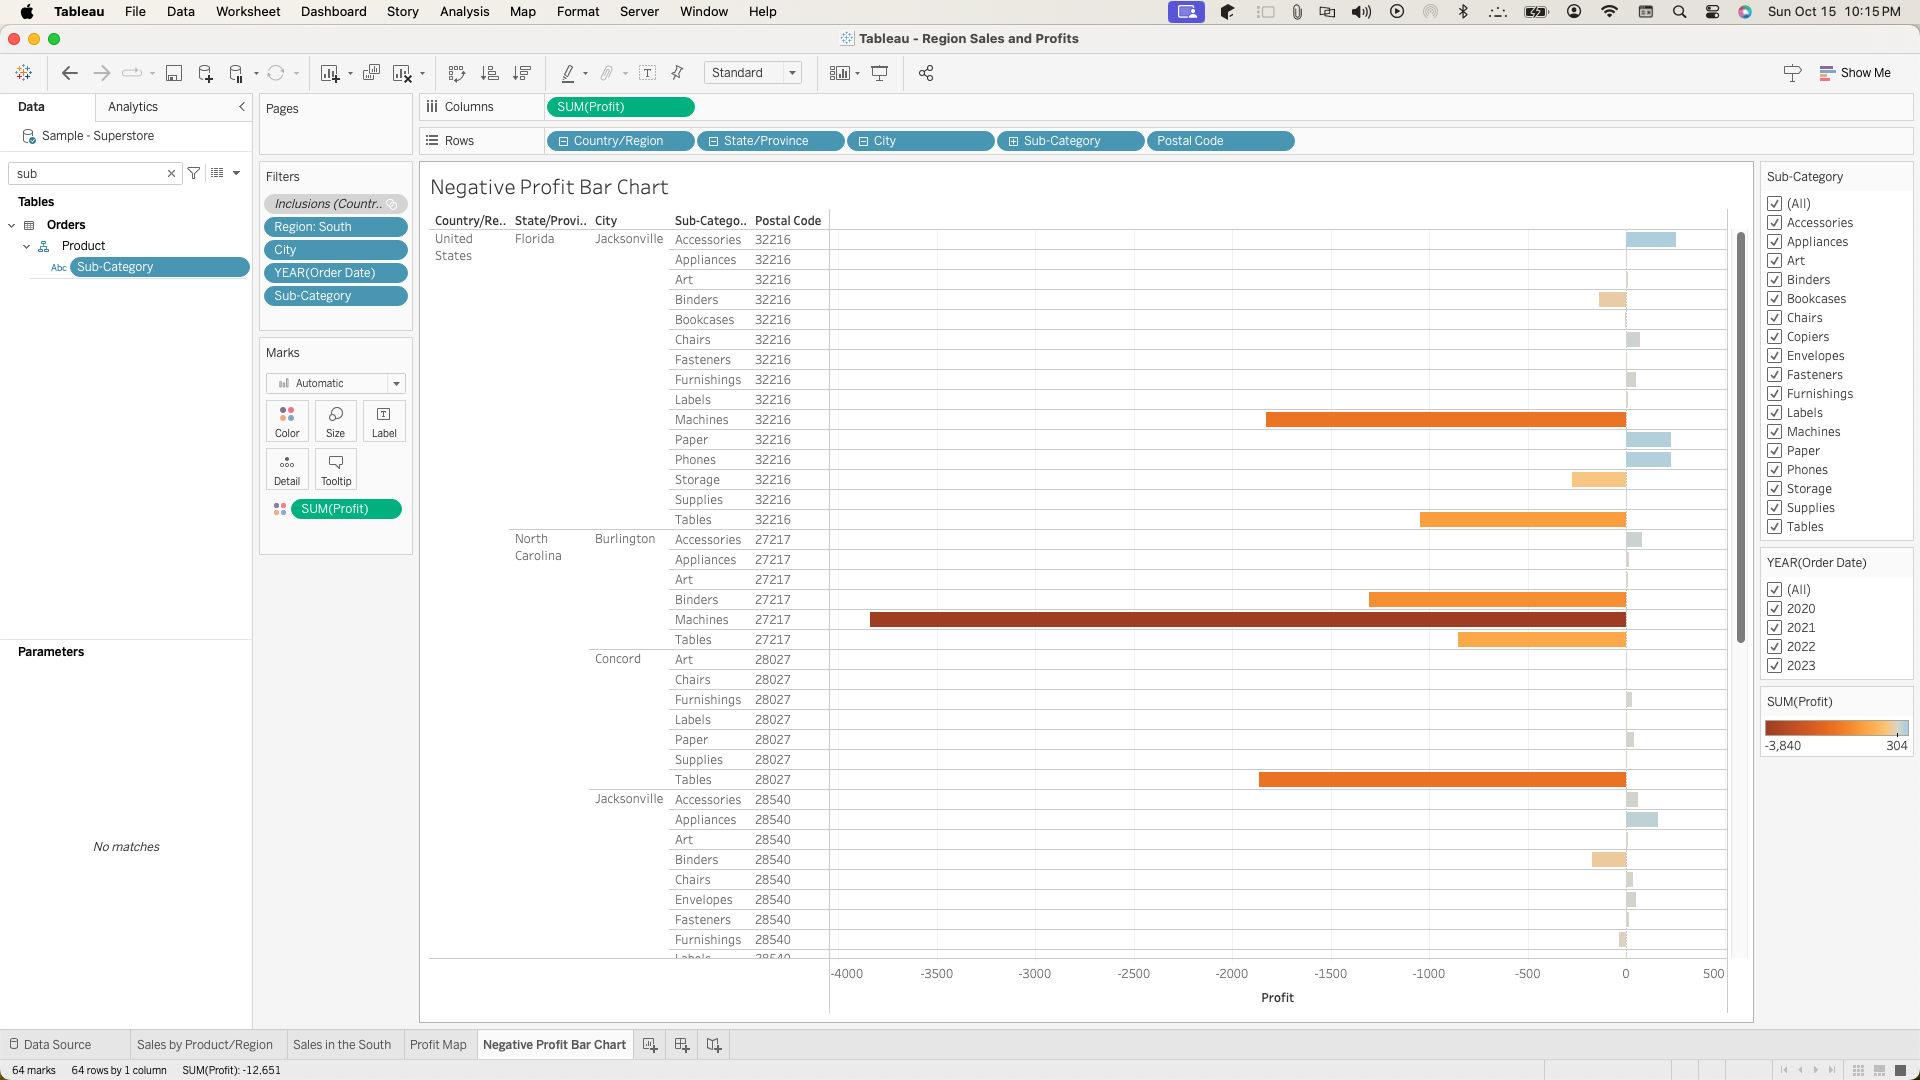 Tableau File Data Worksheet Dashboard Story Analysis Map Format Server Window Help Sun Oct 15 10:15 PM
Tableau - Region Sales and Profits
Standard Show Me
Data Analytics
Sample - Superstore
sub
Tables
Orders
Product
Abc Sub-Category
Parameters
No matches
Pages
Filters
Inclusions (Countr..
Region: South
City
YEAR(Order Date)
Sub-Category
Marks
Automatic
Color Size Label
Detail Tooltip
SUM(Profit)
Columns SUM(Profit)
Rows Country/Region State/Province City Sub-Category Postal Code
Negative Profit Bar Chart
Country/Re.. State/Provi.. City Sub-Catego.. Postal Code
United States Florida Jacksonville Accessories 32216
Appliances 32216
Art 32216
Binders 32216
Bookcases 32216
Chairs 32216
Fasteners 32216
Furnishings 32216
Labels 32216
Machines 32216
Paper 32216
Phones 32216
Storage 32216
Supplies 32216
Tables 32216
North Carolina Burlington Accessories 27217
Appliances 27217
Art 27217
Binders 27217
Machines 27217
Tables 27217
Concord Art 28027
Chairs 28027
Furnishings 28027
Labels 28027
Paper 28027
Supplies 28027
Tables 28027
Jacksonville Accessories 28540
Appliances 28540
Art 28540
Binders 28540
Chairs 28540
Envelopes 28540
Fasteners 28540
Furnishings 28540
Labels 28540
-4000 -3500 -3000 -2500 -2000 -1500 -1000 -500 0 500
Profit
Sub-Category
(All)
Accessories
Appliances
Art
Binders
Bookcases
Chairs
Copiers
Envelopes
Fasteners
Furnishings
Labels
Machines
Paper
Phones
Storage
Supplies
Tables
YEAR(Order Date)
(All)
2020
2021
2022
2023
SUM(Profit)
-3,840 304
Data Source Sales by Product/Region Sales in the South Profit Map Negative Profit Bar Chart
64 marks 64 rows by 1 column SUM(Profit): -12,651